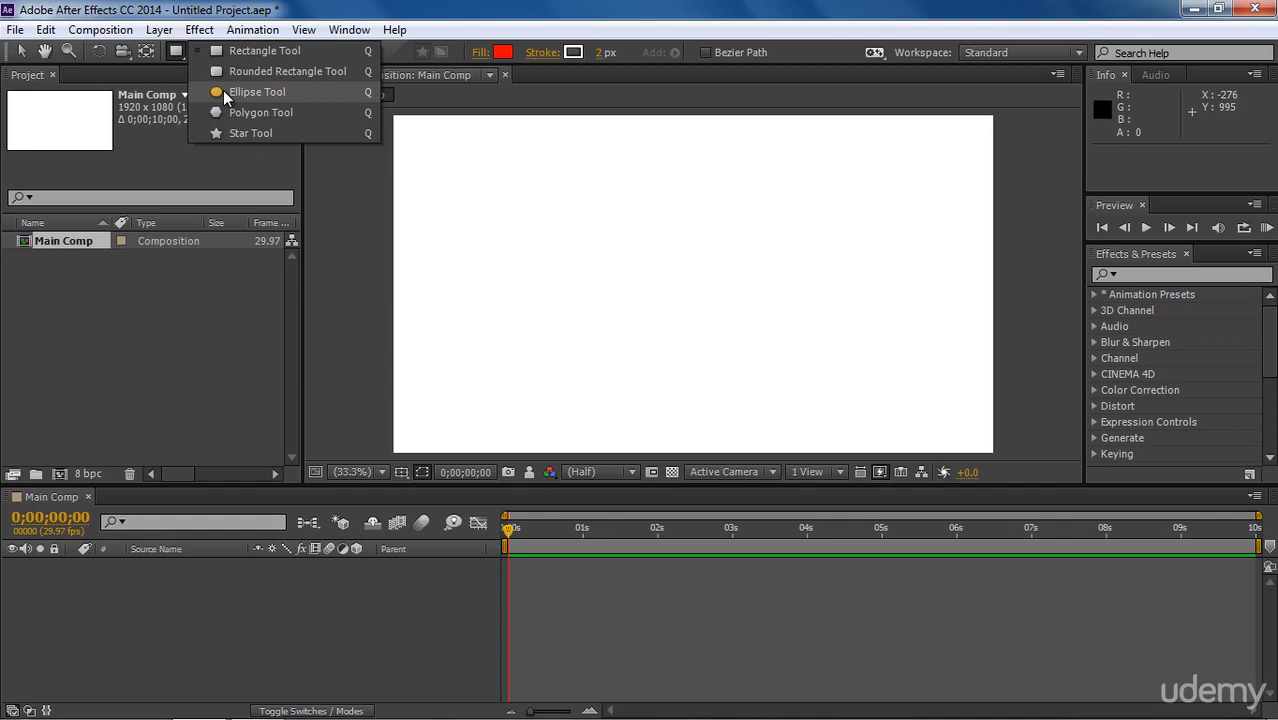 Adobe After Effects CC 2014 - Untitled Project.aep *
File Edit Composition Layer Effect Animation View Window Help
Fill: Stroke: 2 px Add: Bezier Path Workspace: Standard Search Help
Rectangle Tool Q
Rounded Rectangle Tool Q
Ellipse Tool Q
Polygon Tool Q
Star Tool Q
Project
Main Comp
1920 x 1080 (1
Δ 0;00;10;00, 2
position: Main Comp
Info Audio
R: X: -276
G: Y: 995
B:
A: 0
Preview
Name Type Size Frame ...
Main Comp Composition 29.97
Effects & Presets
* Animation Presets
3D Channel
Audio
Blur & Sharpen
Channel
CINEMA 4D
Color Correction
Distort
Expression Controls
Generate
Keying
8 bpc
(33.3%) 0;00;00;00 (Half) Active Camera 1 View +0.0
Main Comp
0;00;00;00
00000 (29.97 fps)
01s 02s 03s 04s 05s 06s 07s 08s 09s 10s
# Source Name fx Parent
Toggle Switches / Modes
udemy